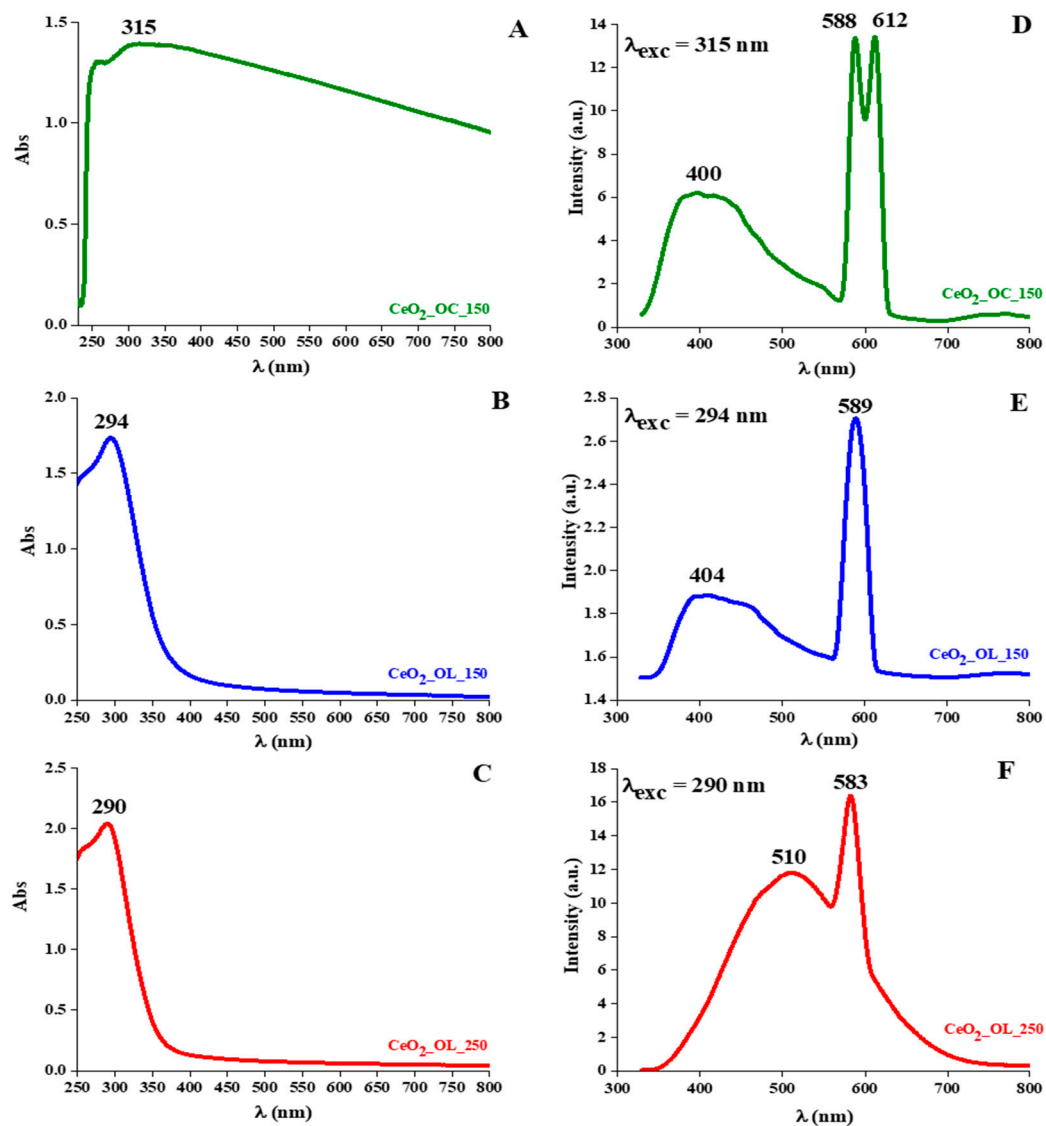 A
315
1.5
1.0
0.5
0.0
Abs
250 300 350 400 450 500 550 600 650 700 750 800
λ (nm)
CeO2_OC_150
D
λexc = 315 nm
588 612
400
14
12
10
8
6
4
2
0
Intensity (a.u.)
300 400 500 600 700 800
λ (nm)
CeO2_OC_150
B
294
2.0
1.5
1.0
0.5
0.0
Abs
250 300 350 400 450 500 550 600 650 700 750 800
λ (nm)
CeO2_OL_150
E
λexc = 294 nm
589
404
2.8
2.6
2.4
2.2
2.0
1.8
1.6
1.4
Intensity (a.u.)
300 400 500 600 700 800
λ (nm)
CeO2_OL_150
C
290
2.5
2.0
1.5
1.0
0.5
0.0
Abs
250 300 350 400 450 500 550 600 650 700 750 800
λ (nm)
CeO2_OL_250
F
λexc = 290 nm
583
510
18
16
14
12
10
8
6
4
2
0
Intensity (a.u.)
300 400 500 600 700 800
λ (nm)
CeO2_OL_250